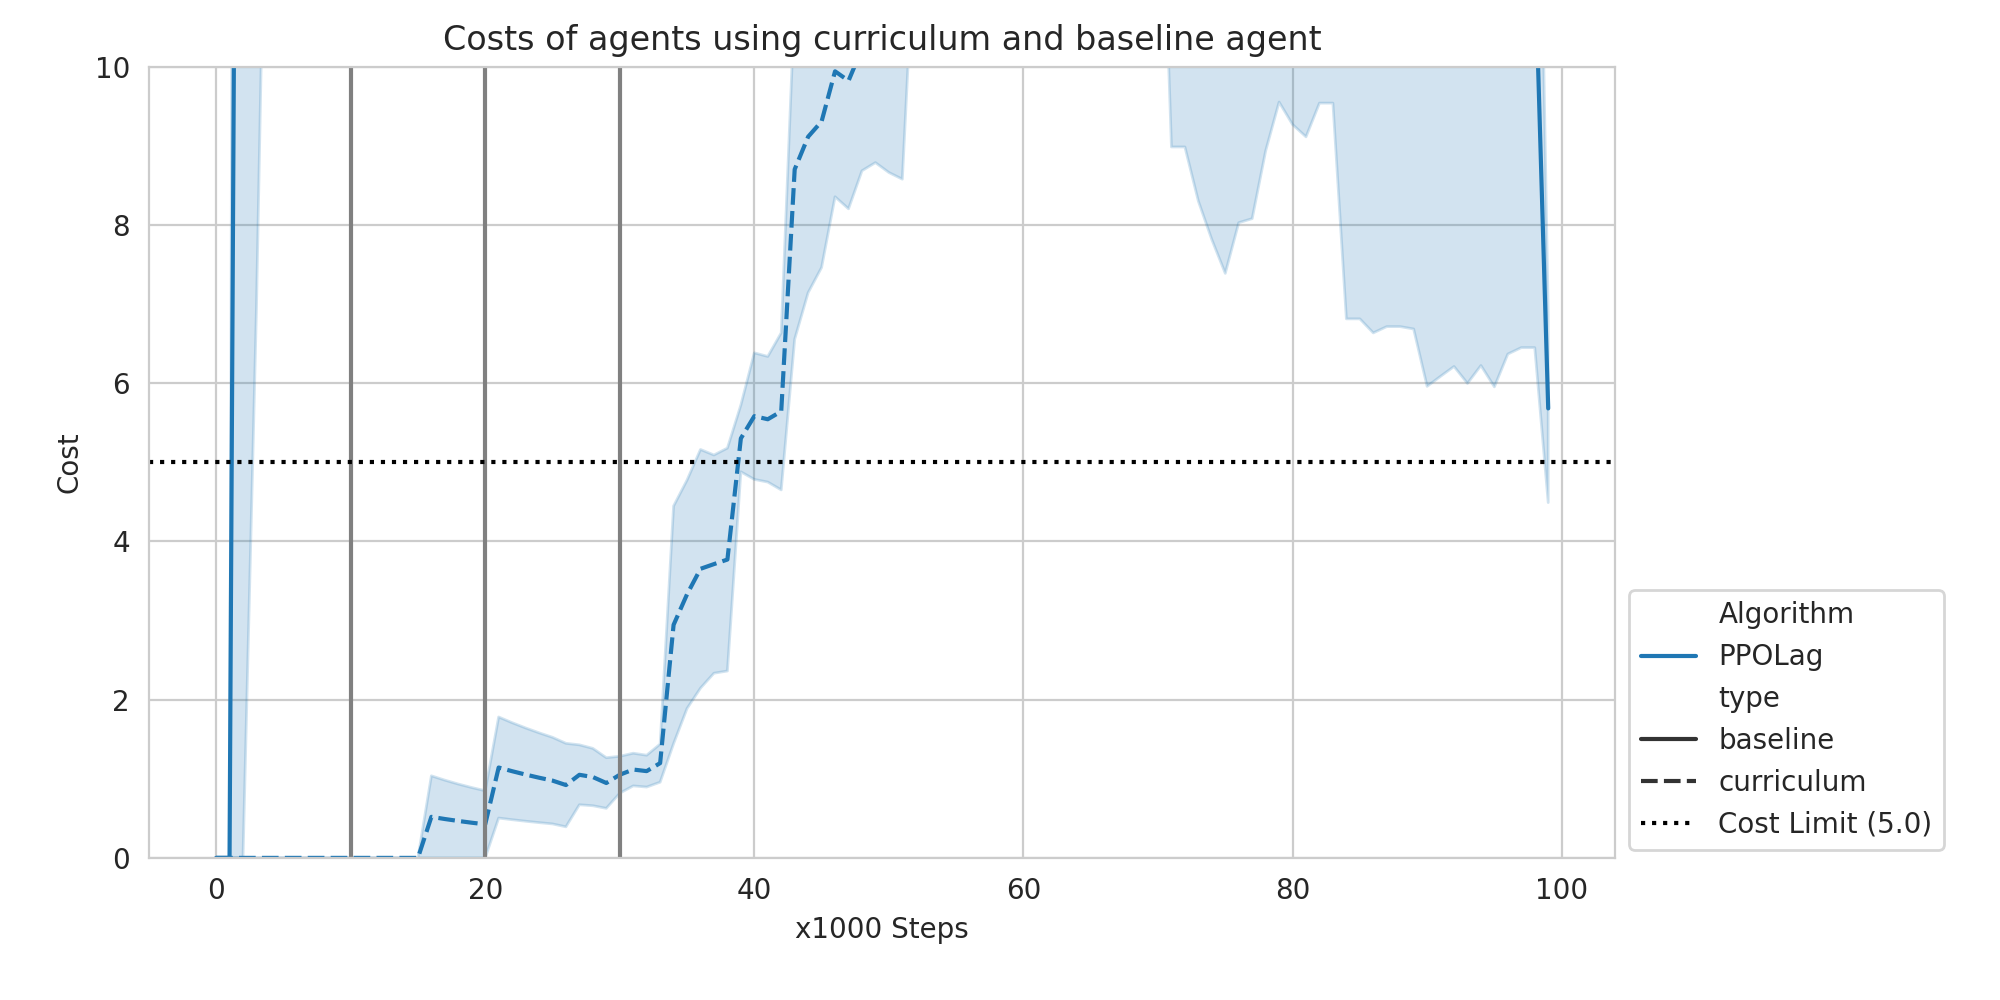 Costs of agents using curriculum and baseline agent
10
8
6
4
2
0
Cost
0 20 40 60 80 100
x1000 Steps
Algorithm
PPOLag
type
baseline
curriculum
Cost Limit (5.0)